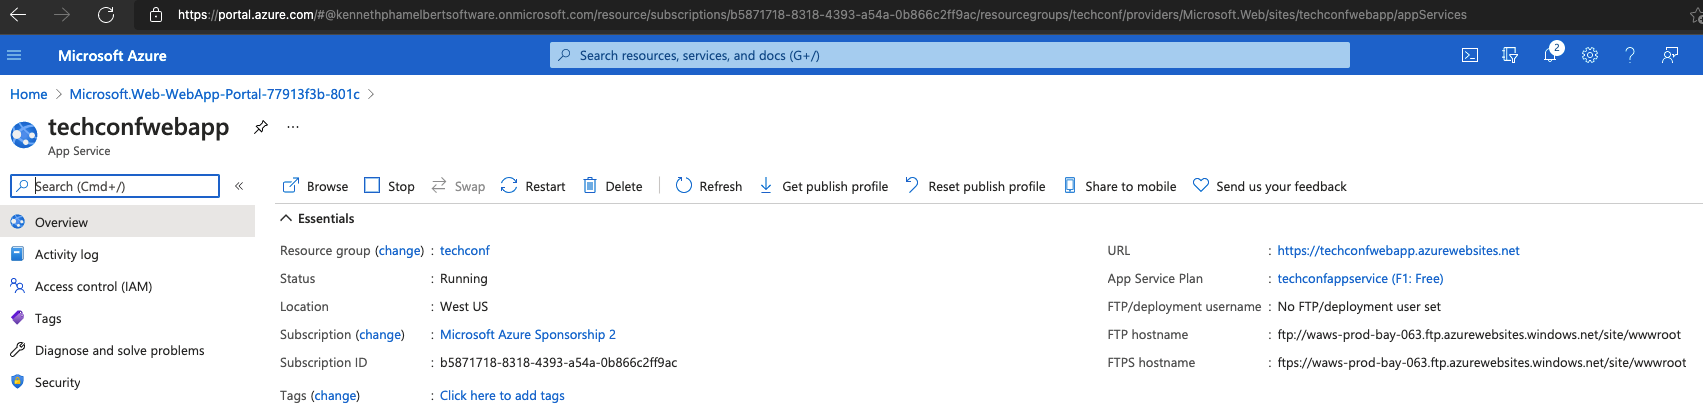 https://portal.azure.com/#@kennethphamelbertsoftware.onmicrosoft.com/resource/subscriptions/b5871718-8318-4393-a54a-0b866c2ff9ac/resourcegroups/techconf/providers/Microsoft.Web/sites/techconfwebapp/appServices
Microsoft Azure
Search resources, services, and docs (G+/)
2
Home > Microsoft.Web-WebApp-Portal-77913f3b-801c >
techconfwebapp ...
App Service
Search (Cmd+/) «
Browse Stop Swap Restart Delete Refresh Get publish profile Reset publish profile Share to mobile Send us your feedback
Overview
Activity log
Access control (IAM)
Tags
Diagnose and solve problems
Security
Essentials
Resource group (change) : techconf
Status : Running
Location : West US
Subscription (change) : Microsoft Azure Sponsorship 2
Subscription ID : b5871718-8318-4393-a54a-0b866c2ff9ac
Tags (change) : Click here to add tags
URL : https://techconfwebapp.azurewebsites.net
App Service Plan : techconfappservice (F1: Free)
FTP/deployment username : No FTP/deployment user set
FTP hostname : ftp://waws-prod-bay-063.ftp.azurewebsites.windows.net/site/wwwroot
FTPS hostname : ftps://waws-prod-bay-063.ftp.azurewebsites.windows.net/site/wwwroot